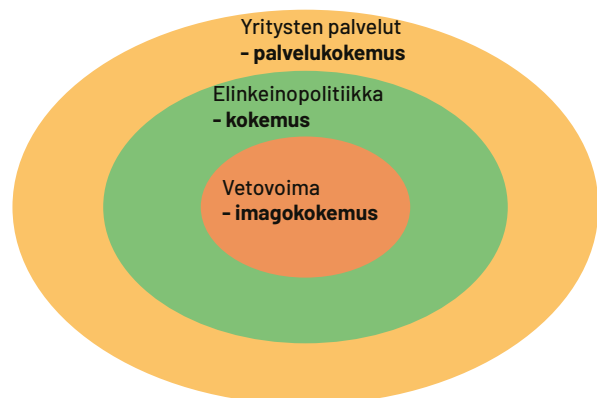 Yritysten palvelut
- palvelukokemus
Elinkeinopolitiikka
- kokemus
Vetovoima
- imagokokemus